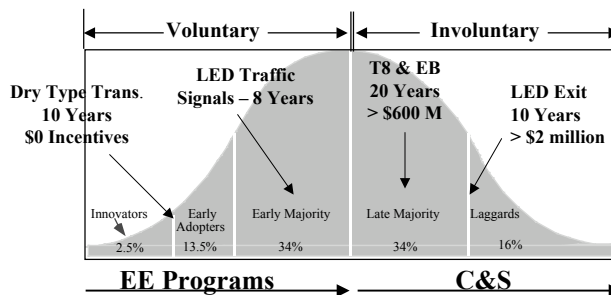 Voluntary Involuntary
Dry Type Trans.
10 Years
$0 Incentives
LED Traffic
Signals – 8 Years
T8 & EB
20 Years
> $600 M
LED Exit
10 Years
> $2 million
Innovators
Early
Adopters
Early Majority
Late Majority
Laggards
2.5% 13.5% 34% 34% 16%
EE Programs C&S